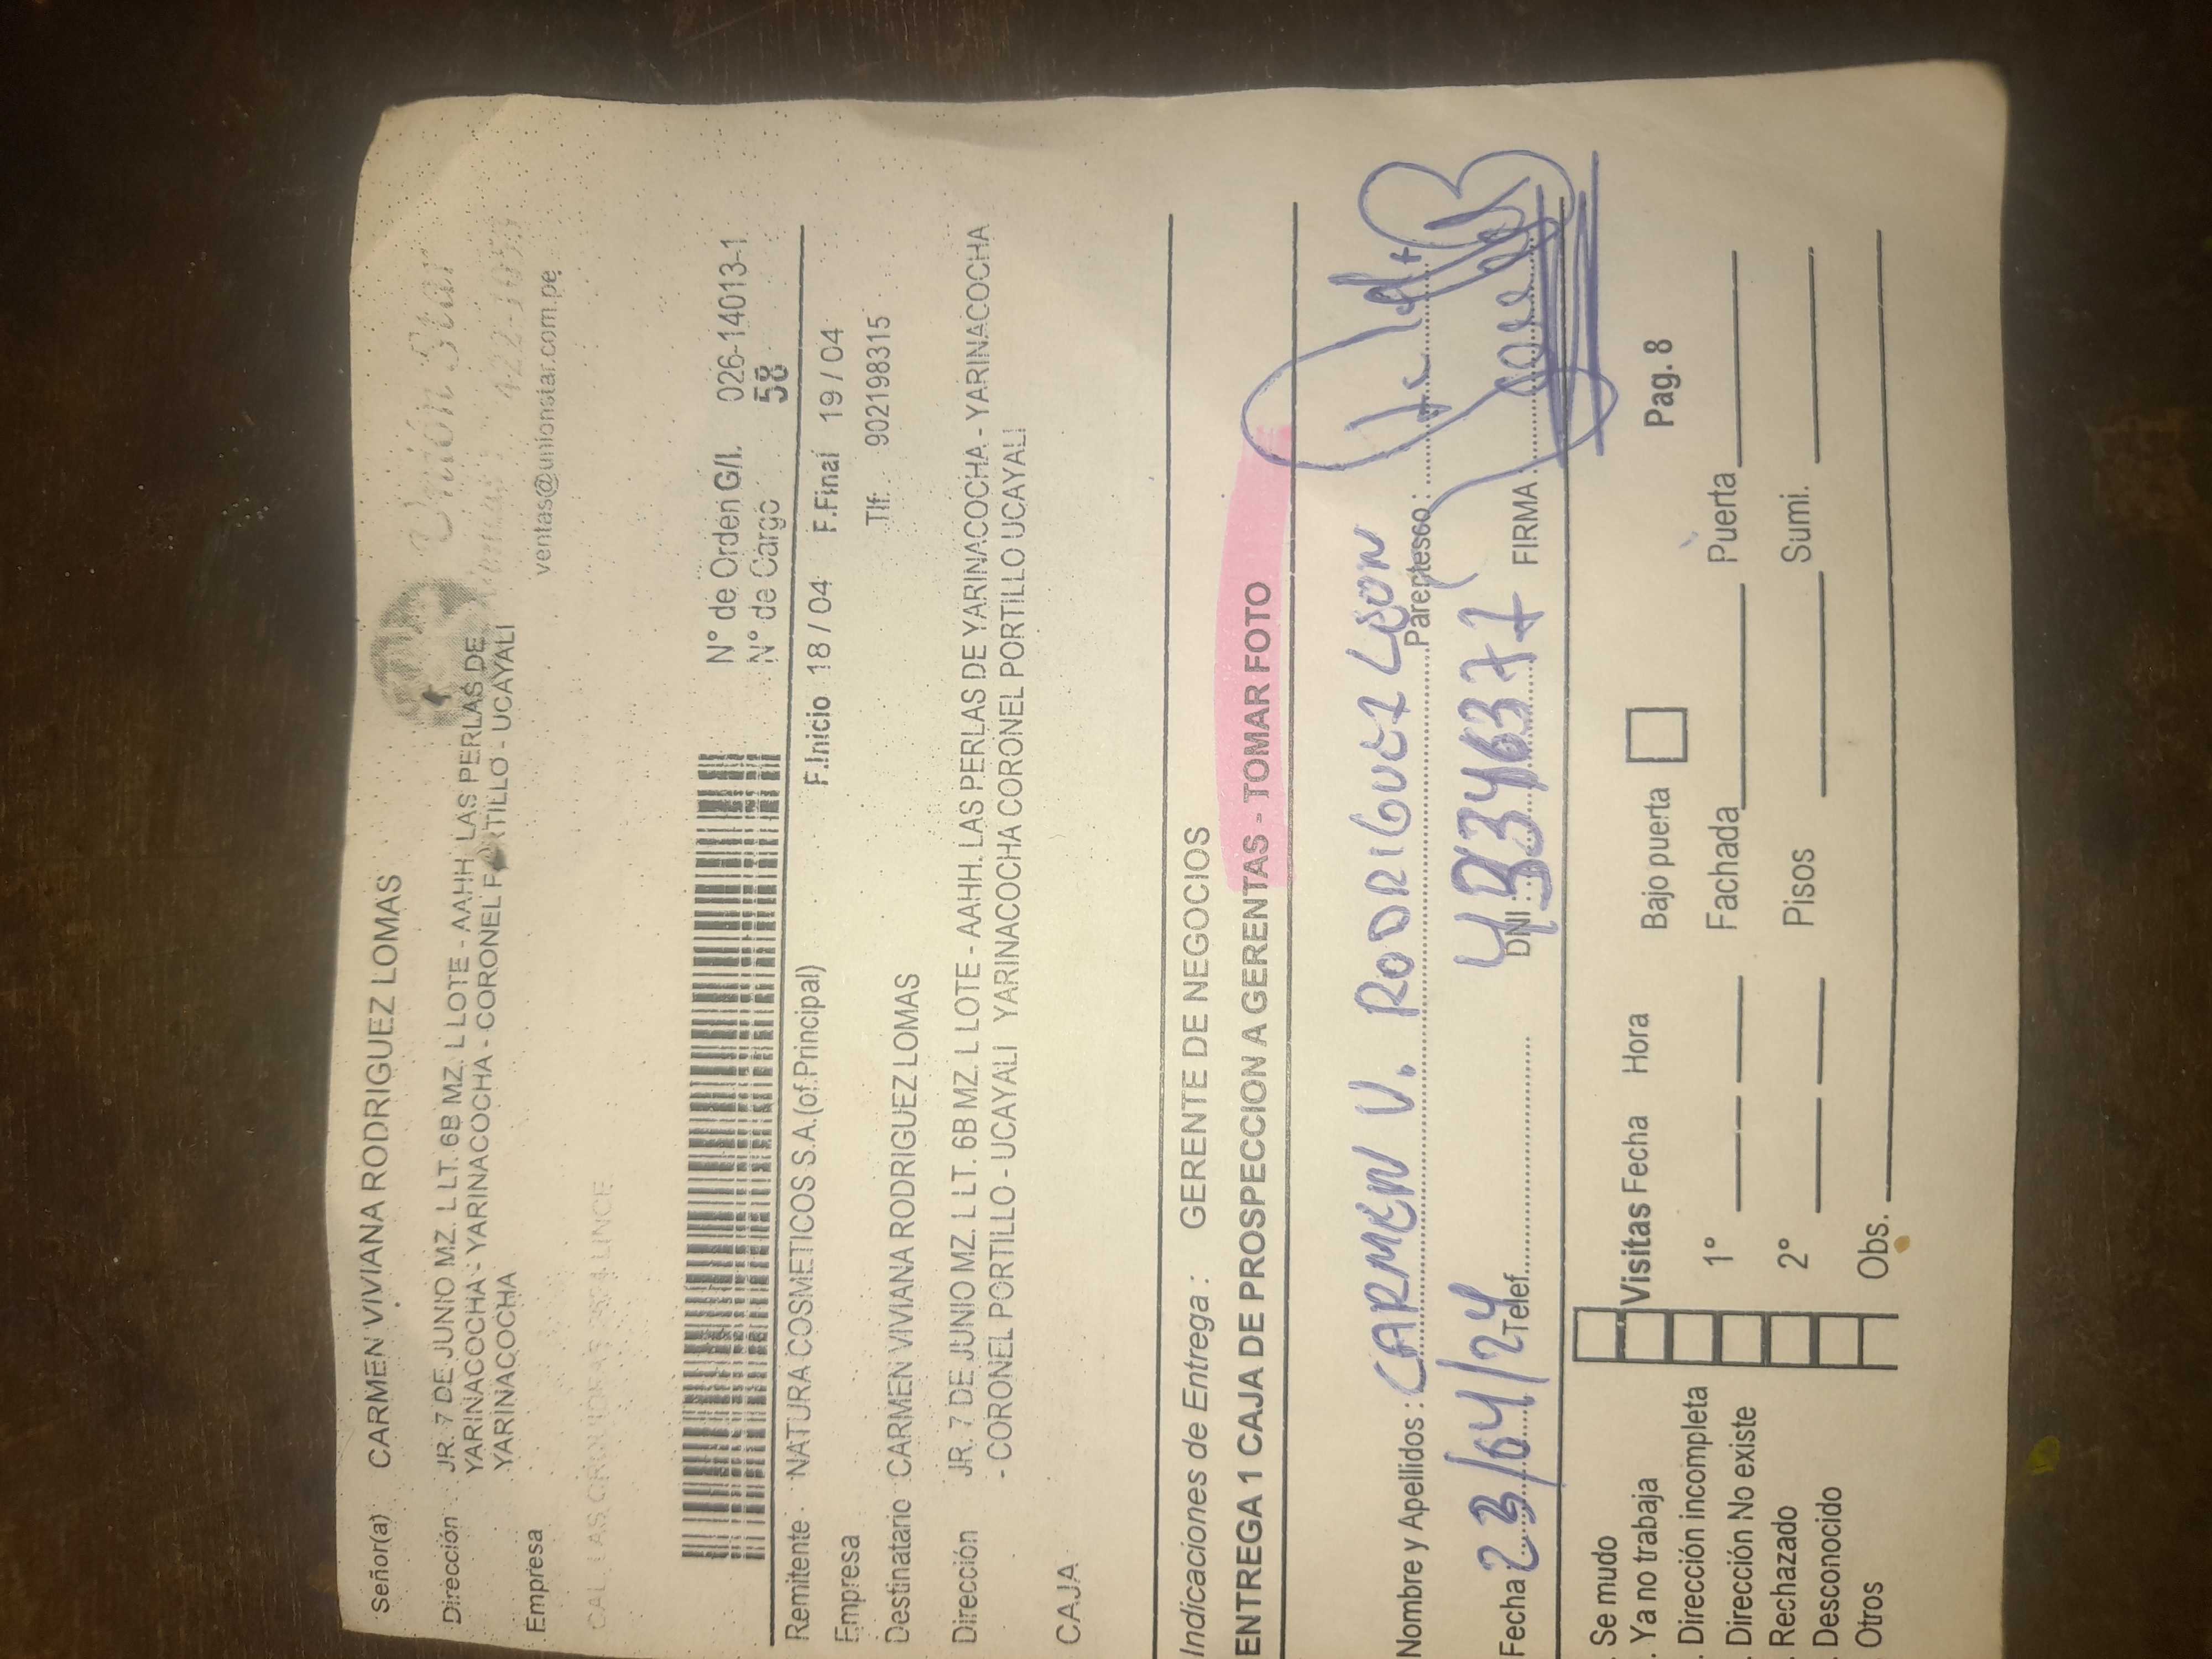 Señor(a) CARMEN VIVIANA RODRIGUEZ LOMAS
Unión Star
Dirección JR. 7 DE JUNIO MZ. L LT. 6B MZ. L LOTE - AAHH. LAS PERLAS DE
YARINACOCHA - YARINACOCHA - CORONEL PORTILLO - UCAYALI
YARINACOCHA
ventas@unionstar.com.pe
Empresa
N° de Orden G/I. 026-14013-1
N° de Cargo 58
Remitente NATURA COSMETICOS S.A.(of.Principal) F.Inicio 18 / 04 F.Final 19 / 04
Empresa Tlf: 902198315
Destinatario CARMEN VIVIANA RODRIGUEZ LOMAS
Dirección JR. 7 DE JUNIO MZ. L LT. 6B MZ. L LOTE - AAHH. LAS PERLAS DE YARINACOCHA - YARINACOCHA
- CORONEL PORTILLO - UCAYALI YARINACOCHA CORONEL PORTILLO UCAYALI
CAJA
Indicaciones de Entrega : GERENTE DE NEGOCIOS
ENTREGA 1 CAJA DE PROSPECCION A GERENTAS - TOMAR FOTO
Nombre y Apellidos : CARMEN V. RODRIGUEZ Parentesco :
Fecha 23/04/24 Telef. DNI : FIRMA
. Se mudo
. Ya no trabaja Visitas Fecha Hora Bajo puerta Pag. 8
. Dirección incompleta
. Dirección No existe 1° Fachada Puerta
. Rechazado
. Desconocido 2° Pisos Sumi.
. Otros Obs.